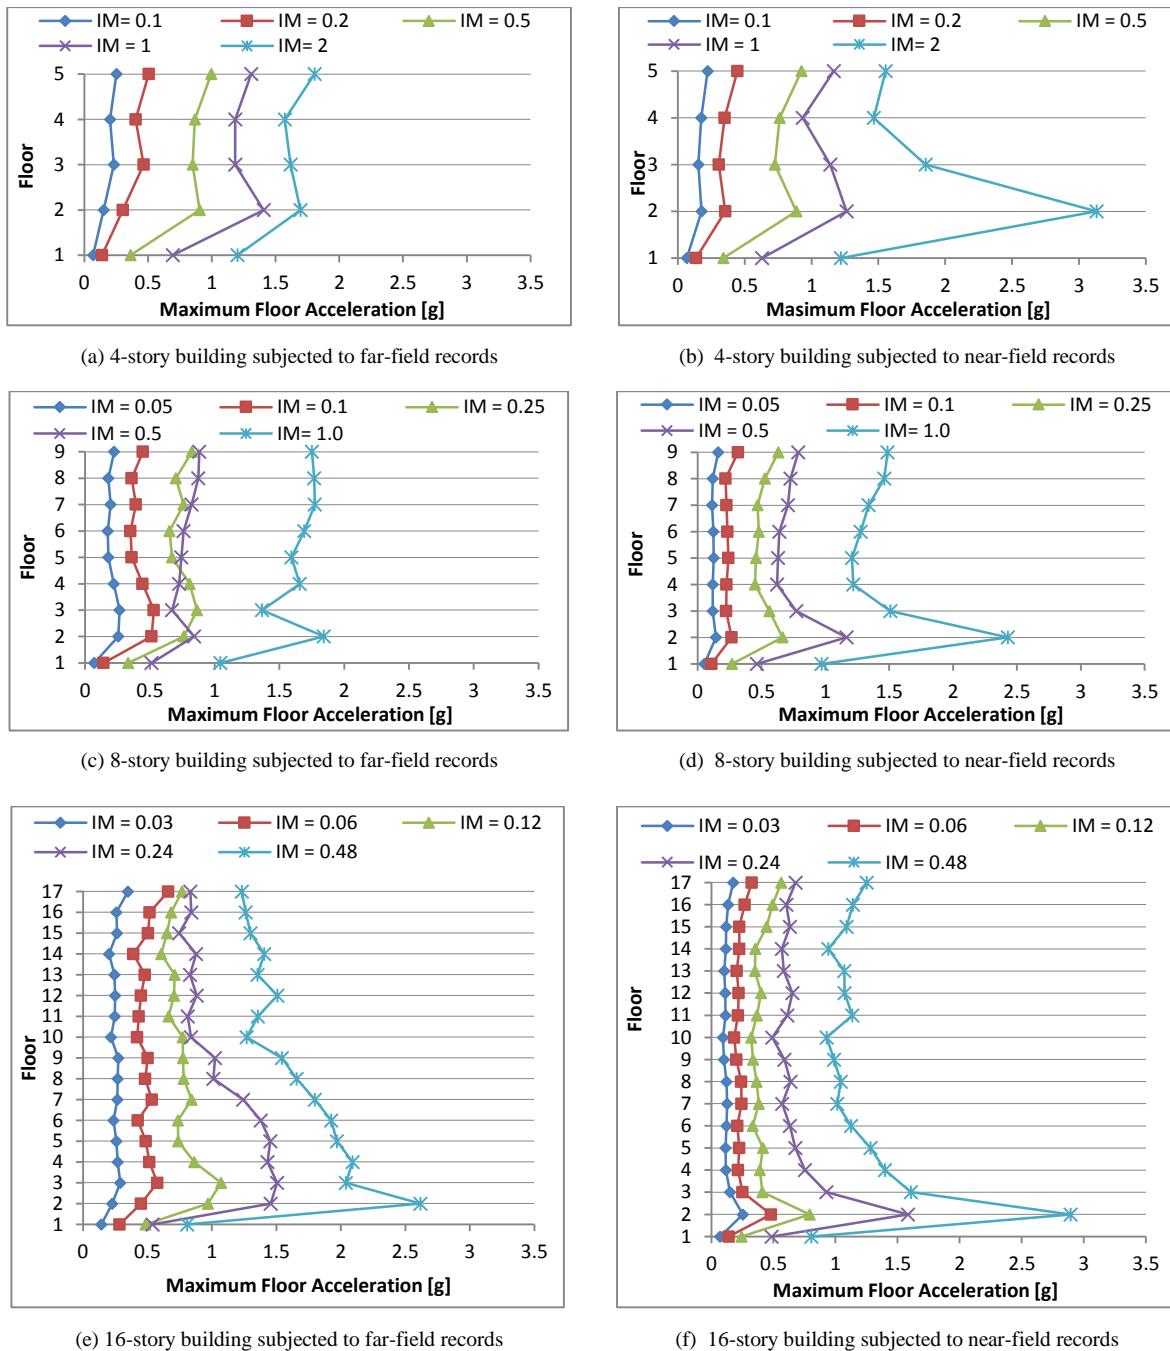 IM= 0.1 IM = 0.2 IM = 0.5
IM = 1 IM= 2
5
4
3
2
1
Floor
0 0.5 1 1.5 2 2.5 3 3.5
Maximum Floor Acceleration [g]
(a) 4-story building subjected to far-field records
IM = 0.1 IM = 0.2 IM = 0.5
IM = 1 IM= 2
5
4
3
2
1
Floor
0 0.5 1 1.5 2 2.5 3 3.5
Maximum Floor Acceleration [g]
(b) 4-story building subjected to near-field records
IM = 0.05 IM = 0.1 IM = 0.25
IM = 0.5 IM= 1.0
9
8
7
6
5
4
3
2
1
Floor
0 0.5 1 1.5 2 2.5 3 3.5
Maximum Floor Acceleration [g]
(c) 8-story building subjected to far-field records
IM = 0.05 IM = 0.1 IM = 0.25
IM = 0.5 IM= 1.0
9
8
7
6
5
4
3
2
1
Floor
0 0.5 1 1.5 2 2.5 3 3.5
Maximum Floor Acceleration [g]
(d) 8-story building subjected to near-field records
IM = 0.03 IM = 0.06 IM = 0.12
IM = 0.24 IM = 0.48
17
16
15
14
13
12
11
10
9
8
7
6
5
4
3
2
1
Floor
0 0.5 1 1.5 2 2.5 3 3.5
Maximum Floor Acceleration [g]
(e) 16-story building subjected to far-field records
IM = 0.03 IM = 0.06 IM = 0.12
IM = 0.24 IM = 0.48
17
16
15
14
13
12
11
10
9
8
7
6
5
4
3
2
1
Floor
0 0.5 1 1.5 2 2.5 3 3.5
Maximum Floor Acceleration [g]
(f) 16-story building subjected to near-field records